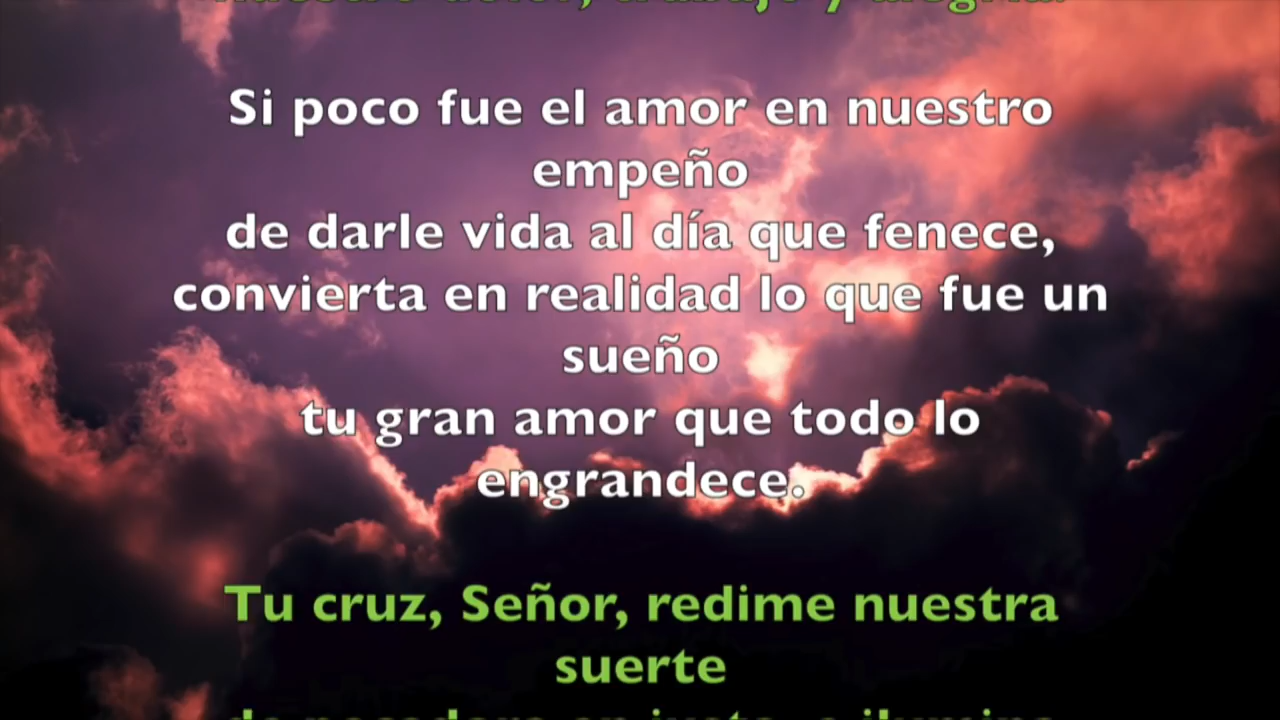 Si poco fue el amor en nuestro
empeño
de darle vida al día que fenece,
convierta en realidad lo que fue un
sueño
tu gran amor que todo lo
engrandece.
Tu cruz, Señor, redime nuestra
suerte